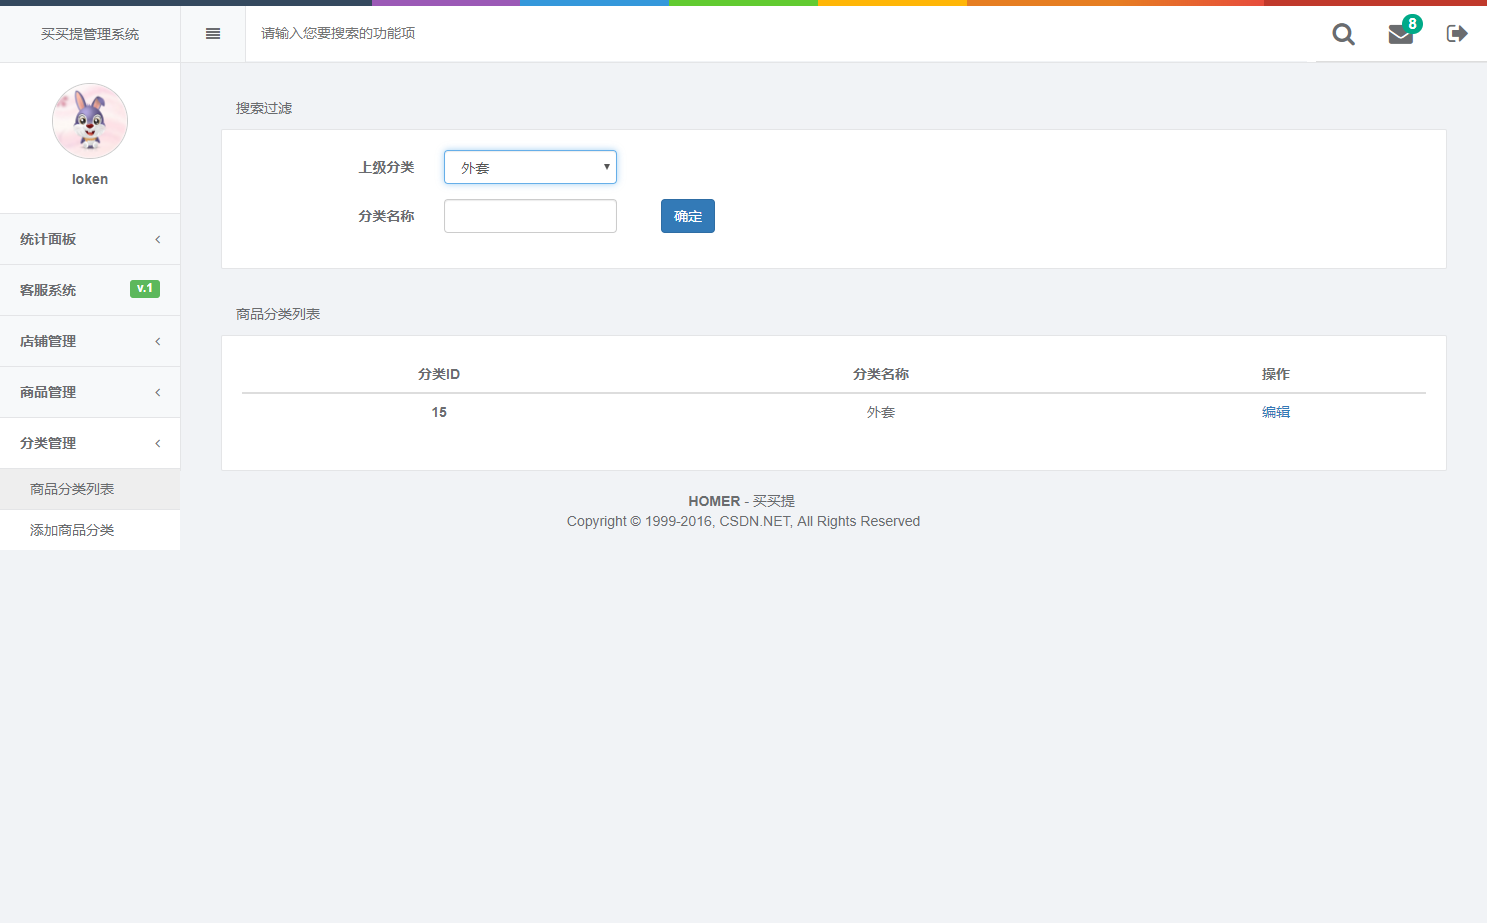 买买提管理系统
请输入您要搜索的功能项
8
loken
统计面板
客服系统 v.1
店铺管理
商品管理
分类管理
商品分类列表
添加商品分类
搜索过滤
上级分类 外套
分类名称 确定
商品分类列表
分类ID 分类名称 操作
15 外套 编辑
HOMER - 买买提
Copyright © 1999-2016, CSDN.NET, All Rights Reserved